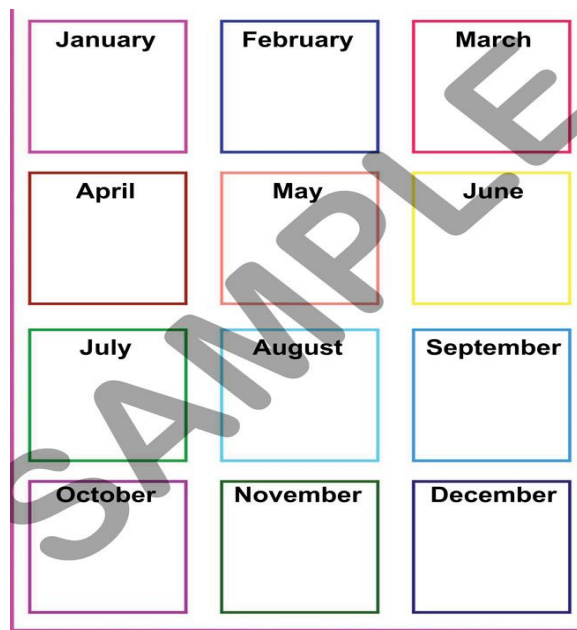 January February March
April May June
July August September
October November December
SAMPLE